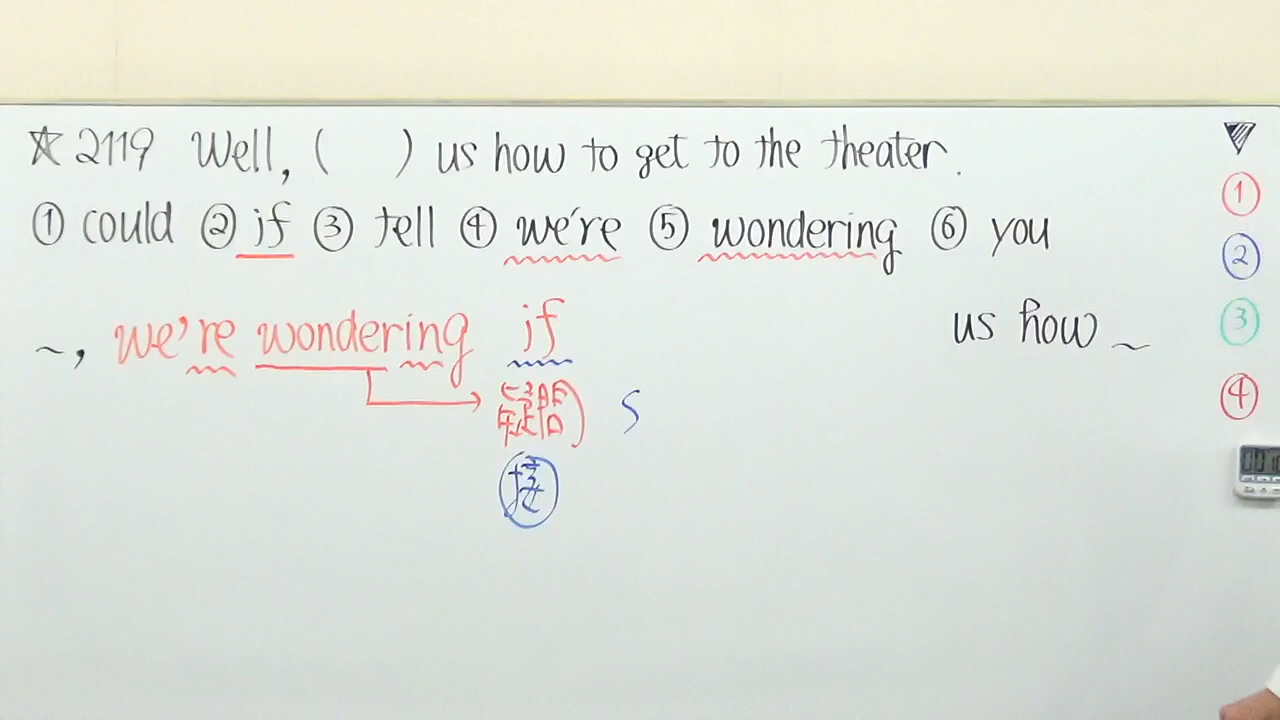 ☆2119 Well, ( ) us how to get to the theater.
① could ② if ③ tell ④ we're ⑤ wondering ⑥ you
~, we're wondering if us how ~
疑問) S
接
①
②
③
④